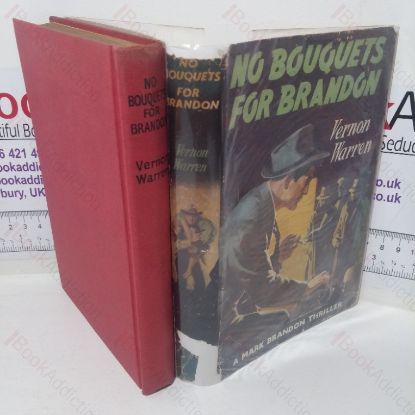 NO
BOUQUETS
FOR
BRANDON
Vernon
Warren
NO
BOUQUETS
FOR
BRANDON
Vernon
Warren
NO BOUQUETS
FOR BRANDON
Vernon
Warren
A MARK BRANDON THRILLER
iBookAddiction